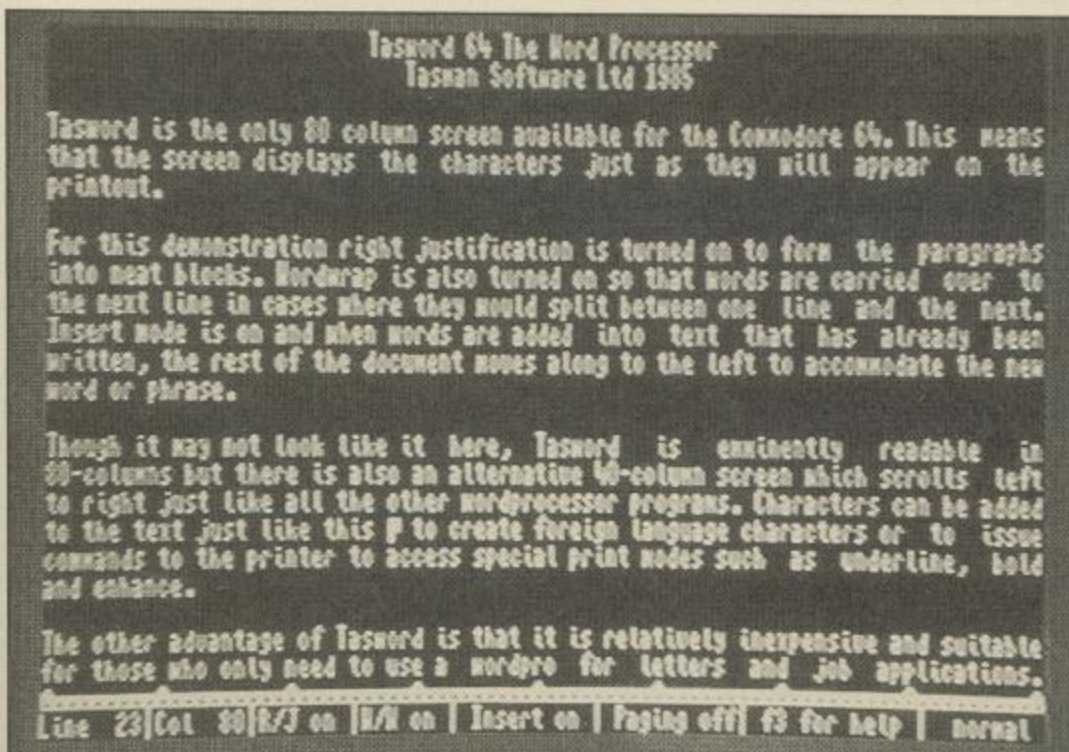 Tasword 64 The Word Processor
Tasman Software Ltd 1985
Tasword is the only 80 column screen available for the Commodore 64. This means
that the screen displays the characters just as they will appear on the
printout.
For this demonstration right justification is turned on to form the paragraphs
into neat blocks. Wordwrap is also turned on so that words are carried over to
the next line in cases where they would split between one line and the next.
Insert mode is on and when words are added into text that has already been
written, the rest of the document moves along to the left to accommodate the new
word or phrase.
Though it may not look like it here, Tasword is emminently readable in
80-columns but there is also an alternative 40-column screen which scrolls left
to right just like all the other wordprocessor programs. Characters can be added
to the text just like this P to create foreign language characters or to issue
commands to the printer to access special print modes such as underline, bold
and enhance.
The other advantage of Tasword is that it is relatively inexpensive and suitable
for those who only need to use a wordpro for letters and job applications.
Line 23|Col 80|R/J on |W/W on | Insert on | Paging off| f3 for help | normal